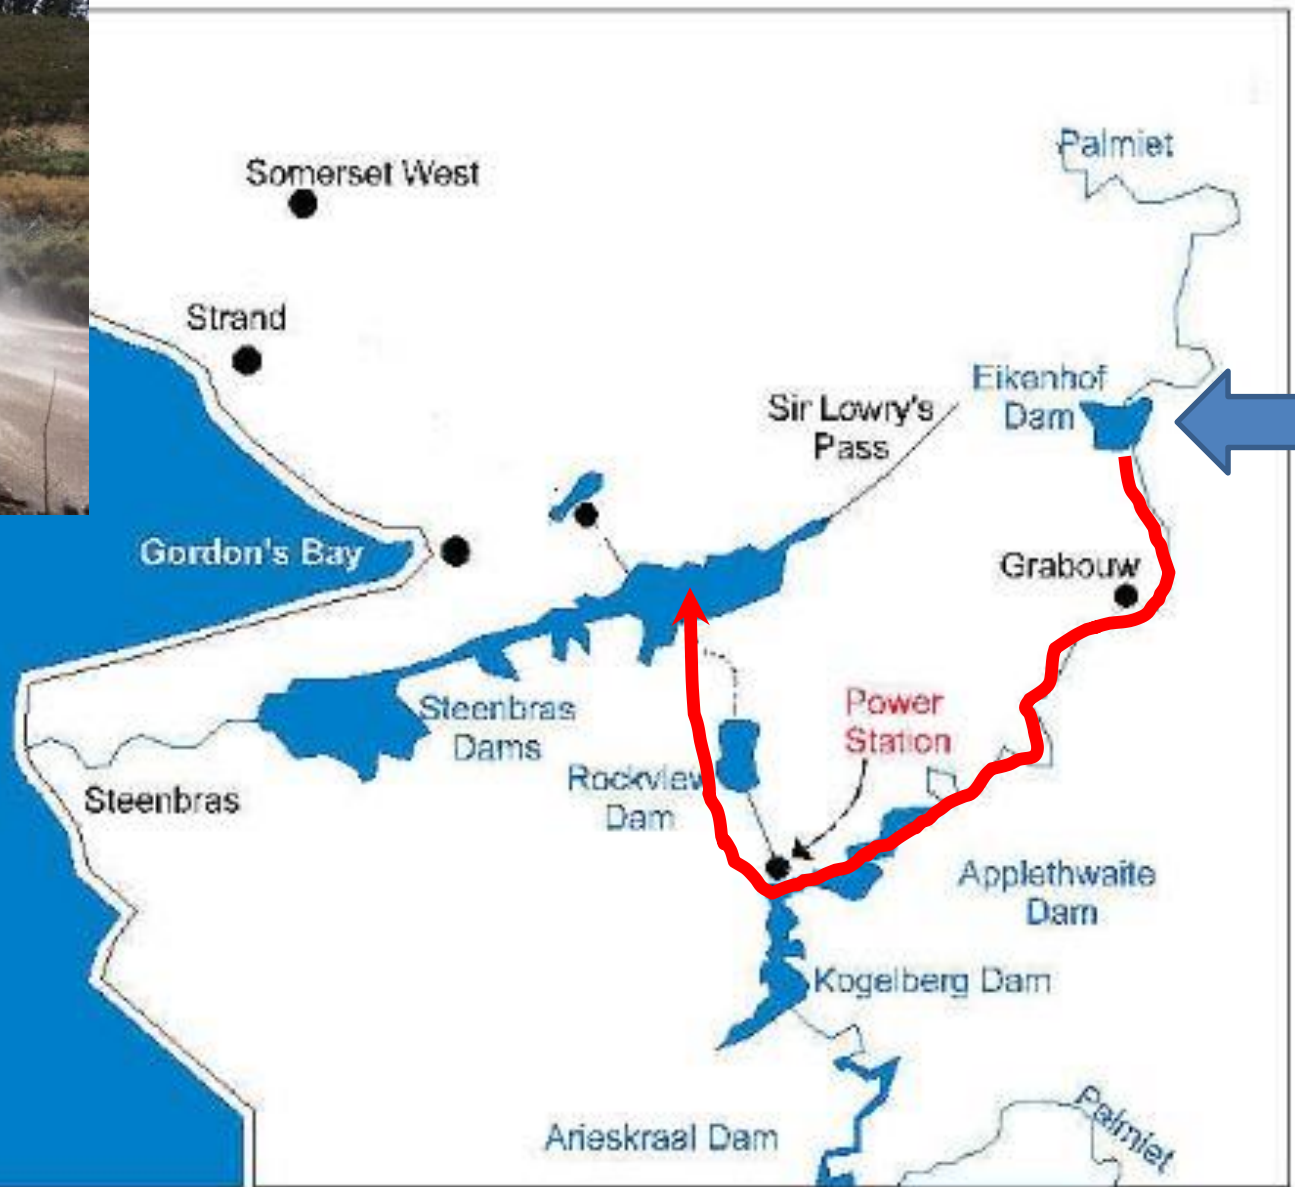 Palmiet
Somerset West
Strand
Eikenhof
Dam
Sir Lowry's
Pass
Gordon's Bay
Grabouw
Steenbras
Dams
Power
Station
Rockview
Dam
Steenbras
Applethwaite
Dam
Kogelberg Dam
Arieskraal Dam
Palmiet